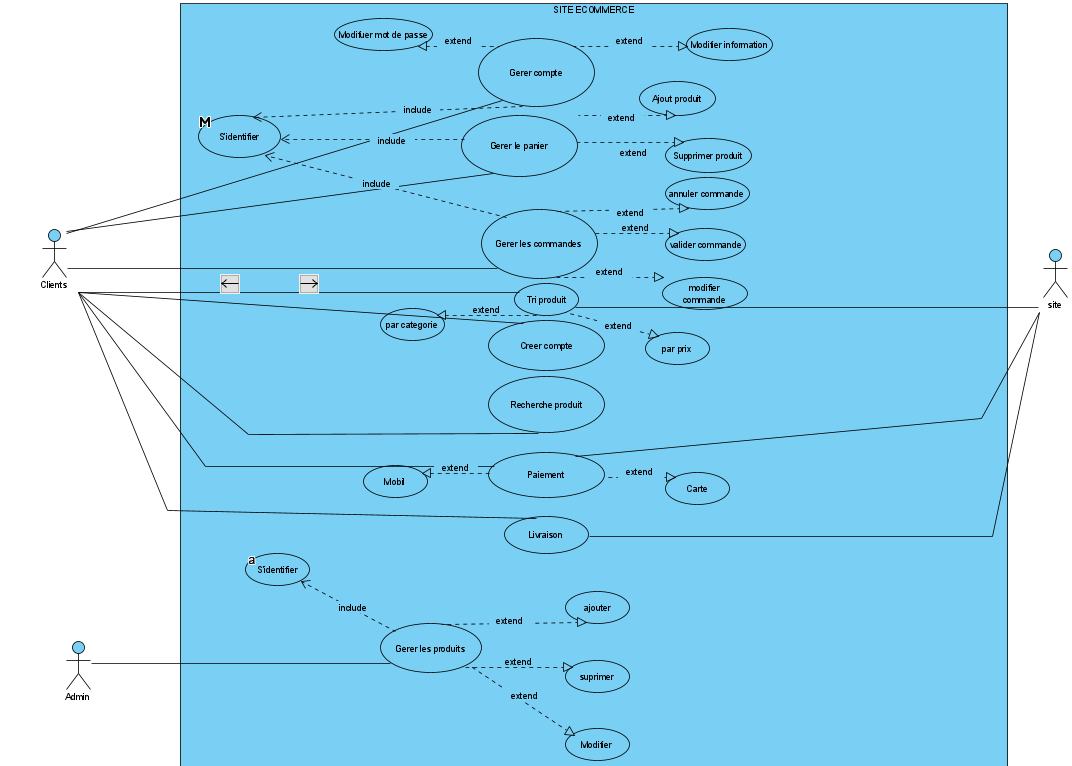 SITE ECOMMERCE
Modifuer mot de passe
extend
extend
Modifier information
Gerer compte
Ajout produit
include
extend
M
S'identifier
include
Gerer le panier
extend
Supprimer produit
include
annuler commande
extend
extend
Gerer les commandes
valider commande
Clients
extend
modifier
commande
Tri produit
site
extend
par categorie
extend
Creer compte
par prix
Recherche produit
extend
Mobil
Paiement
extend
Carte
Livraison
a
S'identifier
include
ajouter
extend
Gerer les produits
extend
suprimer
Admin
extend
Modifier